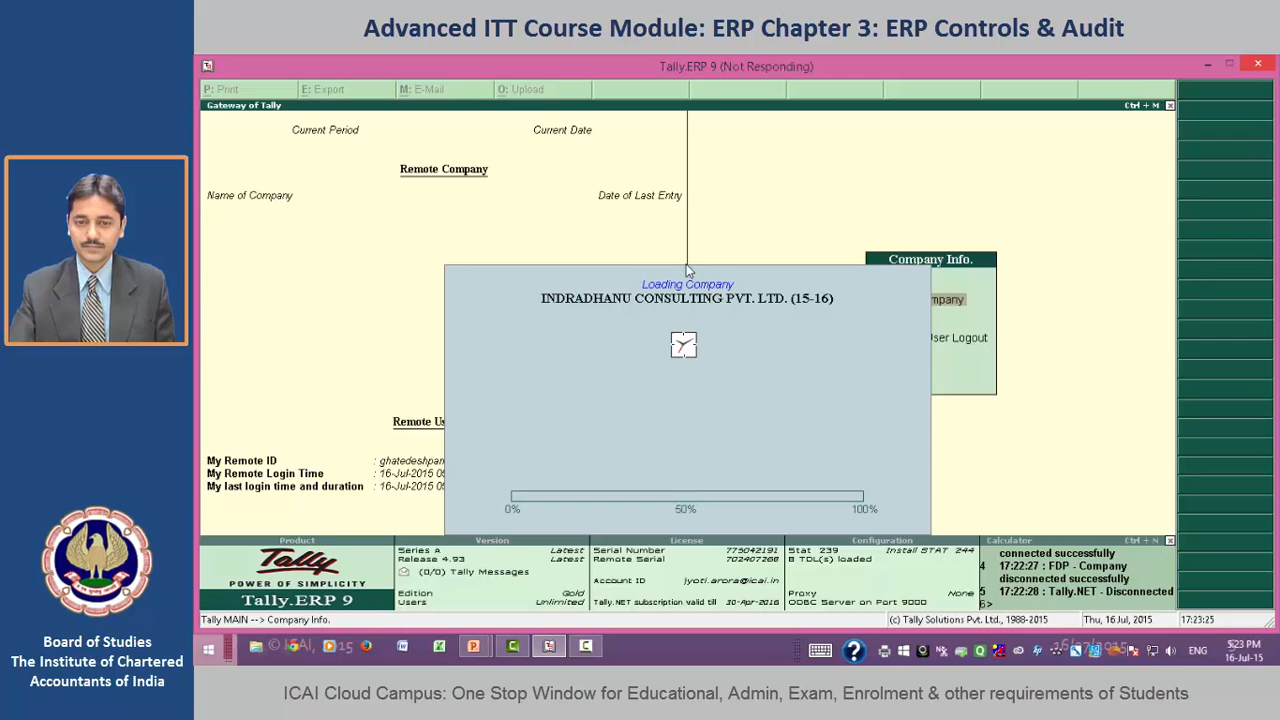 Advanced ITT Course Module: ERP Chapter 3: ERP Controls & Audit
Tally.ERP 9 (Not Responding)
P: Print
E: Export
M: E-Mail
O: Upload
Gateway of Tally
Ctrl + M
Current Period
Current Date
Remote Company
Name of Company
Date of Last Entry
Company Info.
Loading Company
INDRADHANU CONSULTING PVT. LTD. (15-16)
mpany
User Logout
Remote Us
My Remote ID : ghatedeshpan
My Remote Login Time : 16-Jul-2015 05
My last login time and duration : 16-Jul-2015 05
0% 50% 100%
Product
Tally
POWER OF SIMPLICITY
Tally.ERP 9
Version
Series A Latest
Release 4.93 Latest
(0/0) Tally Messages
Edition Gold
Users Unlimited
License
Serial Number 775042191
Remote Serial 702407266
Account ID jyoti.arora@icai.in
Tally.NET subscription valid till 30-Apr-2016
Configuration
Stat 239 Install STAT 244
8 TDL(s) loaded
Proxy None
ODBC Server on Port 9000
Calculator
Ctrl + N
connected successfully
4 17:22:27 : FDP - Company
disconnected successfully
5 17:22:28 : Tally.NET - Disconnected
6>
Tally MAIN --> Company Info.
(c) Tally Solutions Pvt. Ltd., 1988-2015
Thu, 16 Jul, 2015
17:23:25
ENG
5:23 PM
16-Jul-15
Board of Studies
The Institute of Chartered
Accountants of India
ICAI Cloud Campus: One Stop Window for Educational, Admin, Exam, Enrolment & other requirements of Students